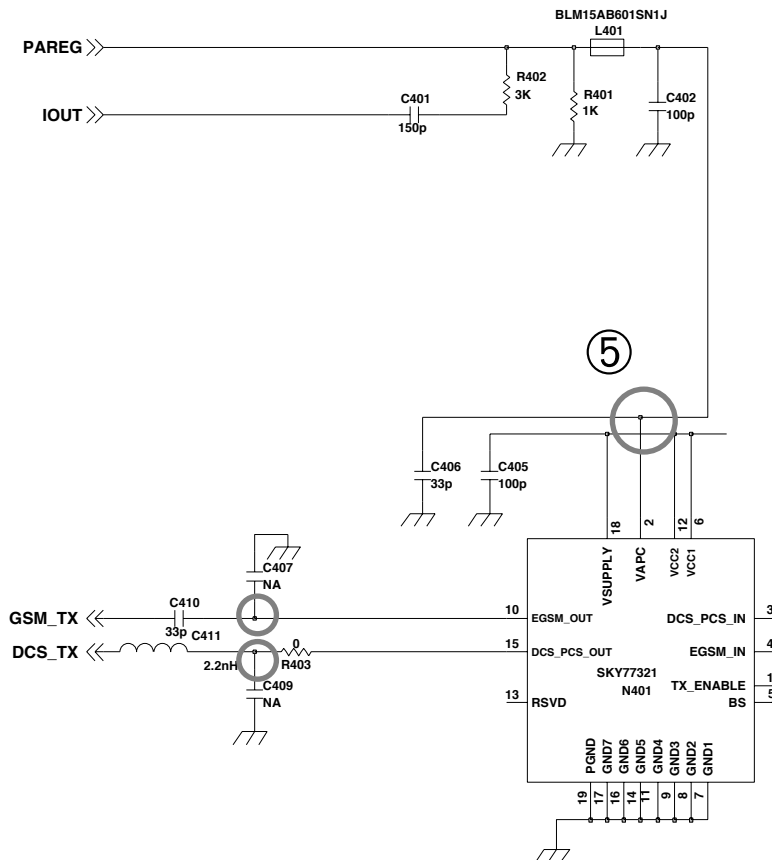 BLM15AB601SN1J
L401
PAREG
R402
3K
R401
1K
C402
100p
C401
150p
IOUT
5
C406
33p
C405
100p
18
2
12
6
VSUPPLY
VAPC
VCC2
VCC1
C407
NA
GSM_TX
C410
33p
10
EGSM_OUT
DCS_PCS_IN
3
DCS_TX
C411
2.2nH
0
R403
15
DCS_PCS_OUT
EGSM_IN
4
C409
NA
SKY77321
N401
TX_ENABLE
1
13
RSVD
BS
5
PGND
GND7
GND6
GND5
GND4
GND3
GND2
GND1
19
17
16
14
11
9
8
7